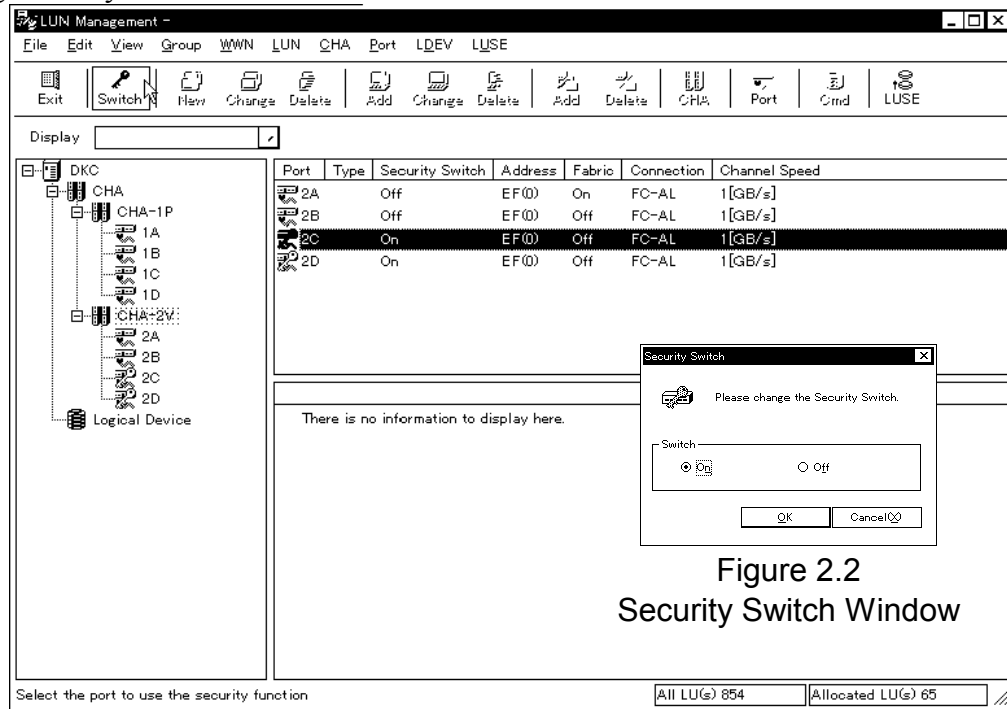 LUN Management -
File Edit View Group WWN LUN CHA Port LDEV LUSE
Exit Switch New Change Delete Add Change Delete Add Delete CHA Port Cmd LUSE
Display
DKC
CHA
CHA-1P
1A
1B
1C
1D
CHA-2V
2A
2B
2C
2D
Logical Device
Port Type Security Switch Address Fabric Connection Channel Speed
2A Off EF(0) On FC-AL 1[GB/s]
2B Off EF(0) Off FC-AL 1[GB/s]
2C On EF(0) Off FC-AL 1[GB/s]
2D On EF(0) Off FC-AL 1[GB/s]
There is no information to display here.
Security Switch
Please change the Security Switch.
Switch
On Off
OK Cancel(X)
Figure 2.2
Security Switch Window
Select the port to use the security function
All LU(s) 854 Allocated LU(s) 65